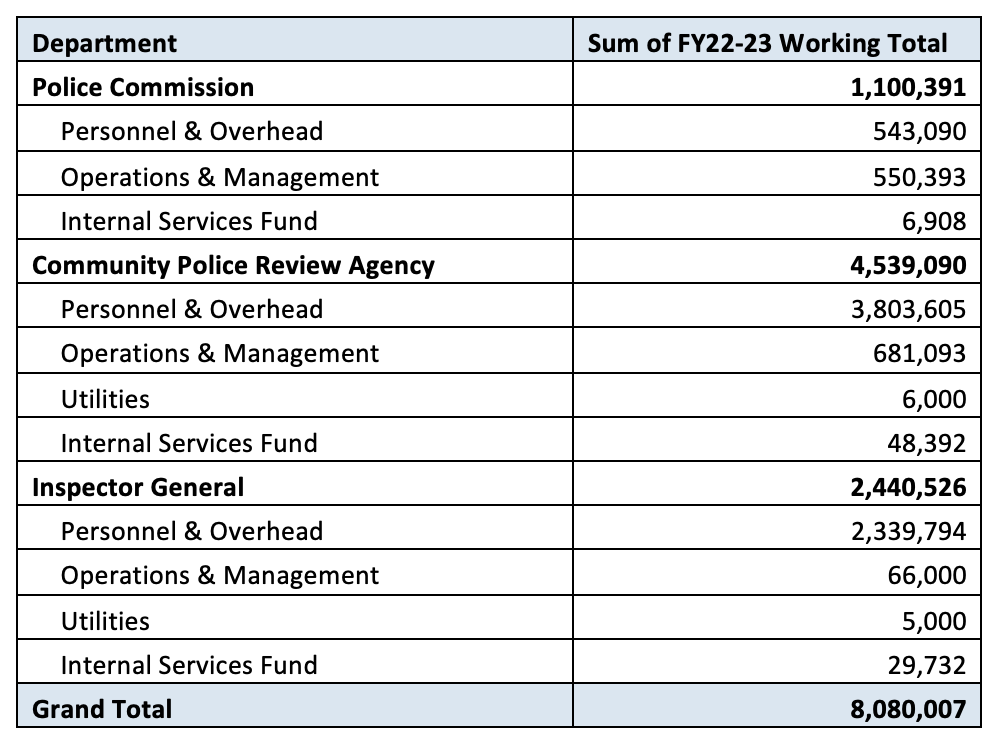 Department Sum of FY22-23 Working Total
Police Commission 1,100,391
Personnel & Overhead 543,090
Operations & Management 550,393
Internal Services Fund 6,908
Community Police Review Agency 4,539,090
Personnel & Overhead 3,803,605
Operations & Management 681,093
Utilities 6,000
Internal Services Fund 48,392
Inspector General 2,440,526
Personnel & Overhead 2,339,794
Operations & Management 66,000
Utilities 5,000
Internal Services Fund 29,732
Grand Total 8,080,007